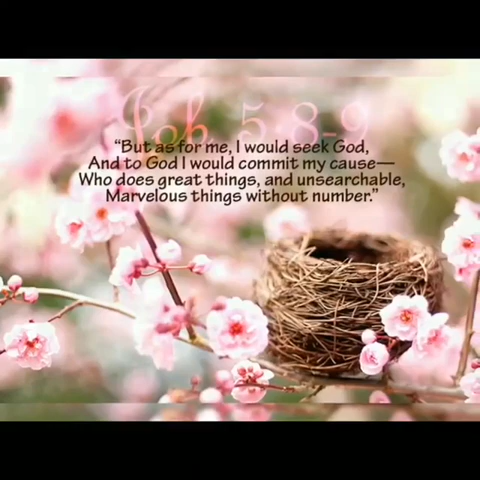 Job 5:8-9
“But as for me, I would seek God,
And to God I would commit my cause—
Who does great things, and unsearchable,
Marvelous things without number.”